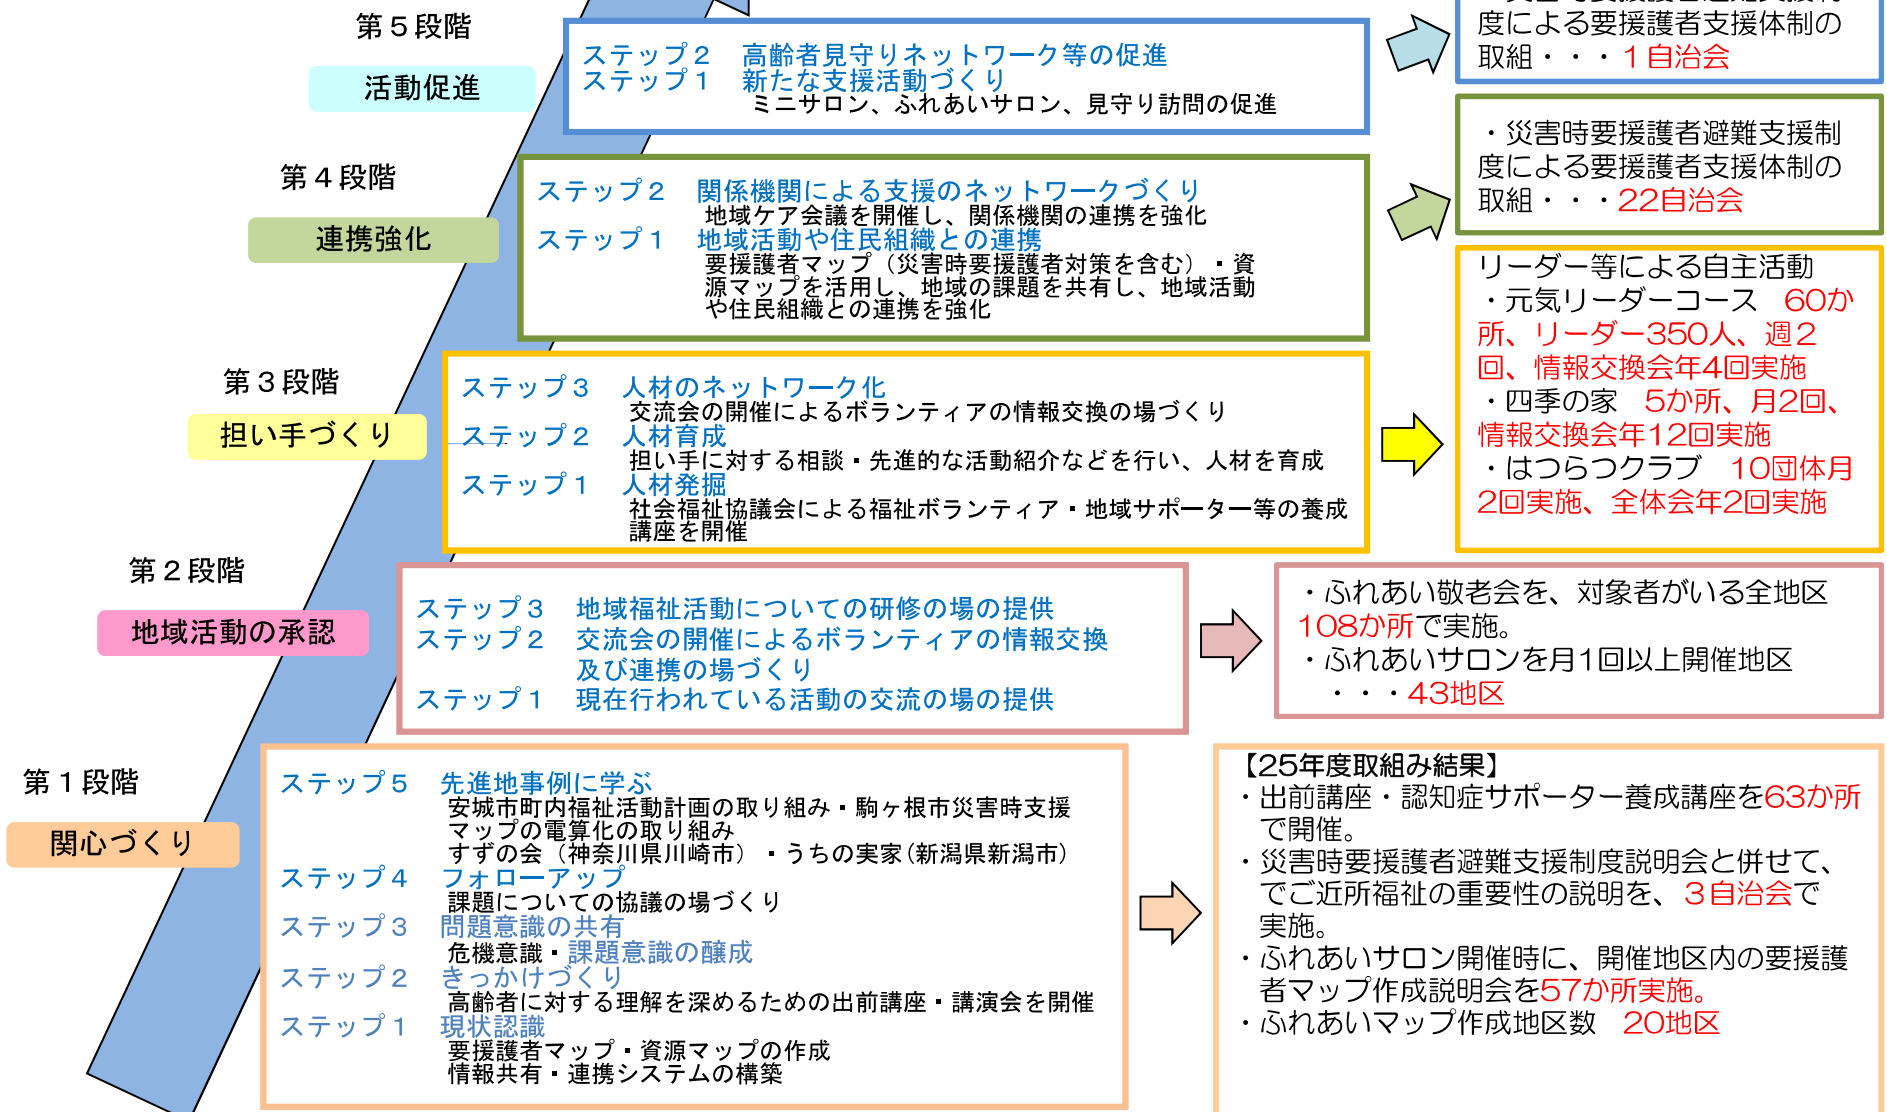 第５段階
活動促進
ステップ２　高齢者見守りネットワーク等の促進
ステップ１　新たな支援活動づくり
ミニサロン、ふれあいサロン、見守り訪問の促進
度による要援護者支援体制の
取組・・・１自治会
第４段階
連携強化
ステップ２　関係機関による支援のネットワークづくり
地域ケア会議を開催し、関係機関の連携を強化
ステップ１　地域活動や住民組織との連携
要援護者マップ（災害時要援護者対策を含む）・資
源マップを活用し、地域の課題を共有し、地域活動
や住民組織との連携を強化
・災害時要援護者避難支援制
度による要援護者支援体制の
取組・・・22自治会
第３段階
担い手づくり
ステップ３　人材のネットワーク化
交流会の開催によるボランティアの情報交換の場づくり
ステップ２　人材育成
担い手に対する相談・先進的な活動紹介などを行い、人材を育成
ステップ１　人材発掘
社会福祉協議会による福祉ボランティア・地域サポーター等の養成
講座を開催
リーダー等による自主活動
・元気リーダーコース　60か
所、リーダー350人、週２
回、情報交換会年4回実施
・四季の家　5か所、月2回、
情報交換会年12回実施
・はつらつクラブ　10団体月
2回実施、全体会年2回実施
第２段階
地域活動の承認
ステップ３　地域福祉活動についての研修の場の提供
ステップ２　交流会の開催によるボランティアの情報交換
及び連携の場づくり
ステップ１　現在行われている活動の交流の場の提供
・ふれあい敬老会を、対象者がいる全地区
108か所で実施。
・ふれあいサロンを月1回以上開催地区
・・・43地区
第１段階
関心づくり
ステップ５　先進地事例に学ぶ
安城市町内福祉活動計画の取り組み・駒ヶ根市災害時支援
マップの電算化の取り組み
すずの会（神奈川県川崎市）・うちの実家(新潟県新潟市)
ステップ４　フォローアップ
課題についての協議の場づくり
ステップ３　問題意識の共有
危機意識・課題意識の醸成
ステップ２　きっかけづくり
高齢者に対する理解を深めるための出前講座・講演会を開催
ステップ１　現状認識
要援護者マップ・資源マップの作成
情報共有・連携システムの構築
【25年度取組み結果】
・出前講座・認知症サポーター養成講座を63か所
で開催。
・災害時要援護者避難支援制度説明会と併せて、
でご近所福祉の重要性の説明を、３自治会で
実施。
・ふれあいサロン開催時に、開催地区内の要援護
者マップ作成説明会を57か所実施。
・ふれあいマップ作成地区数　20地区